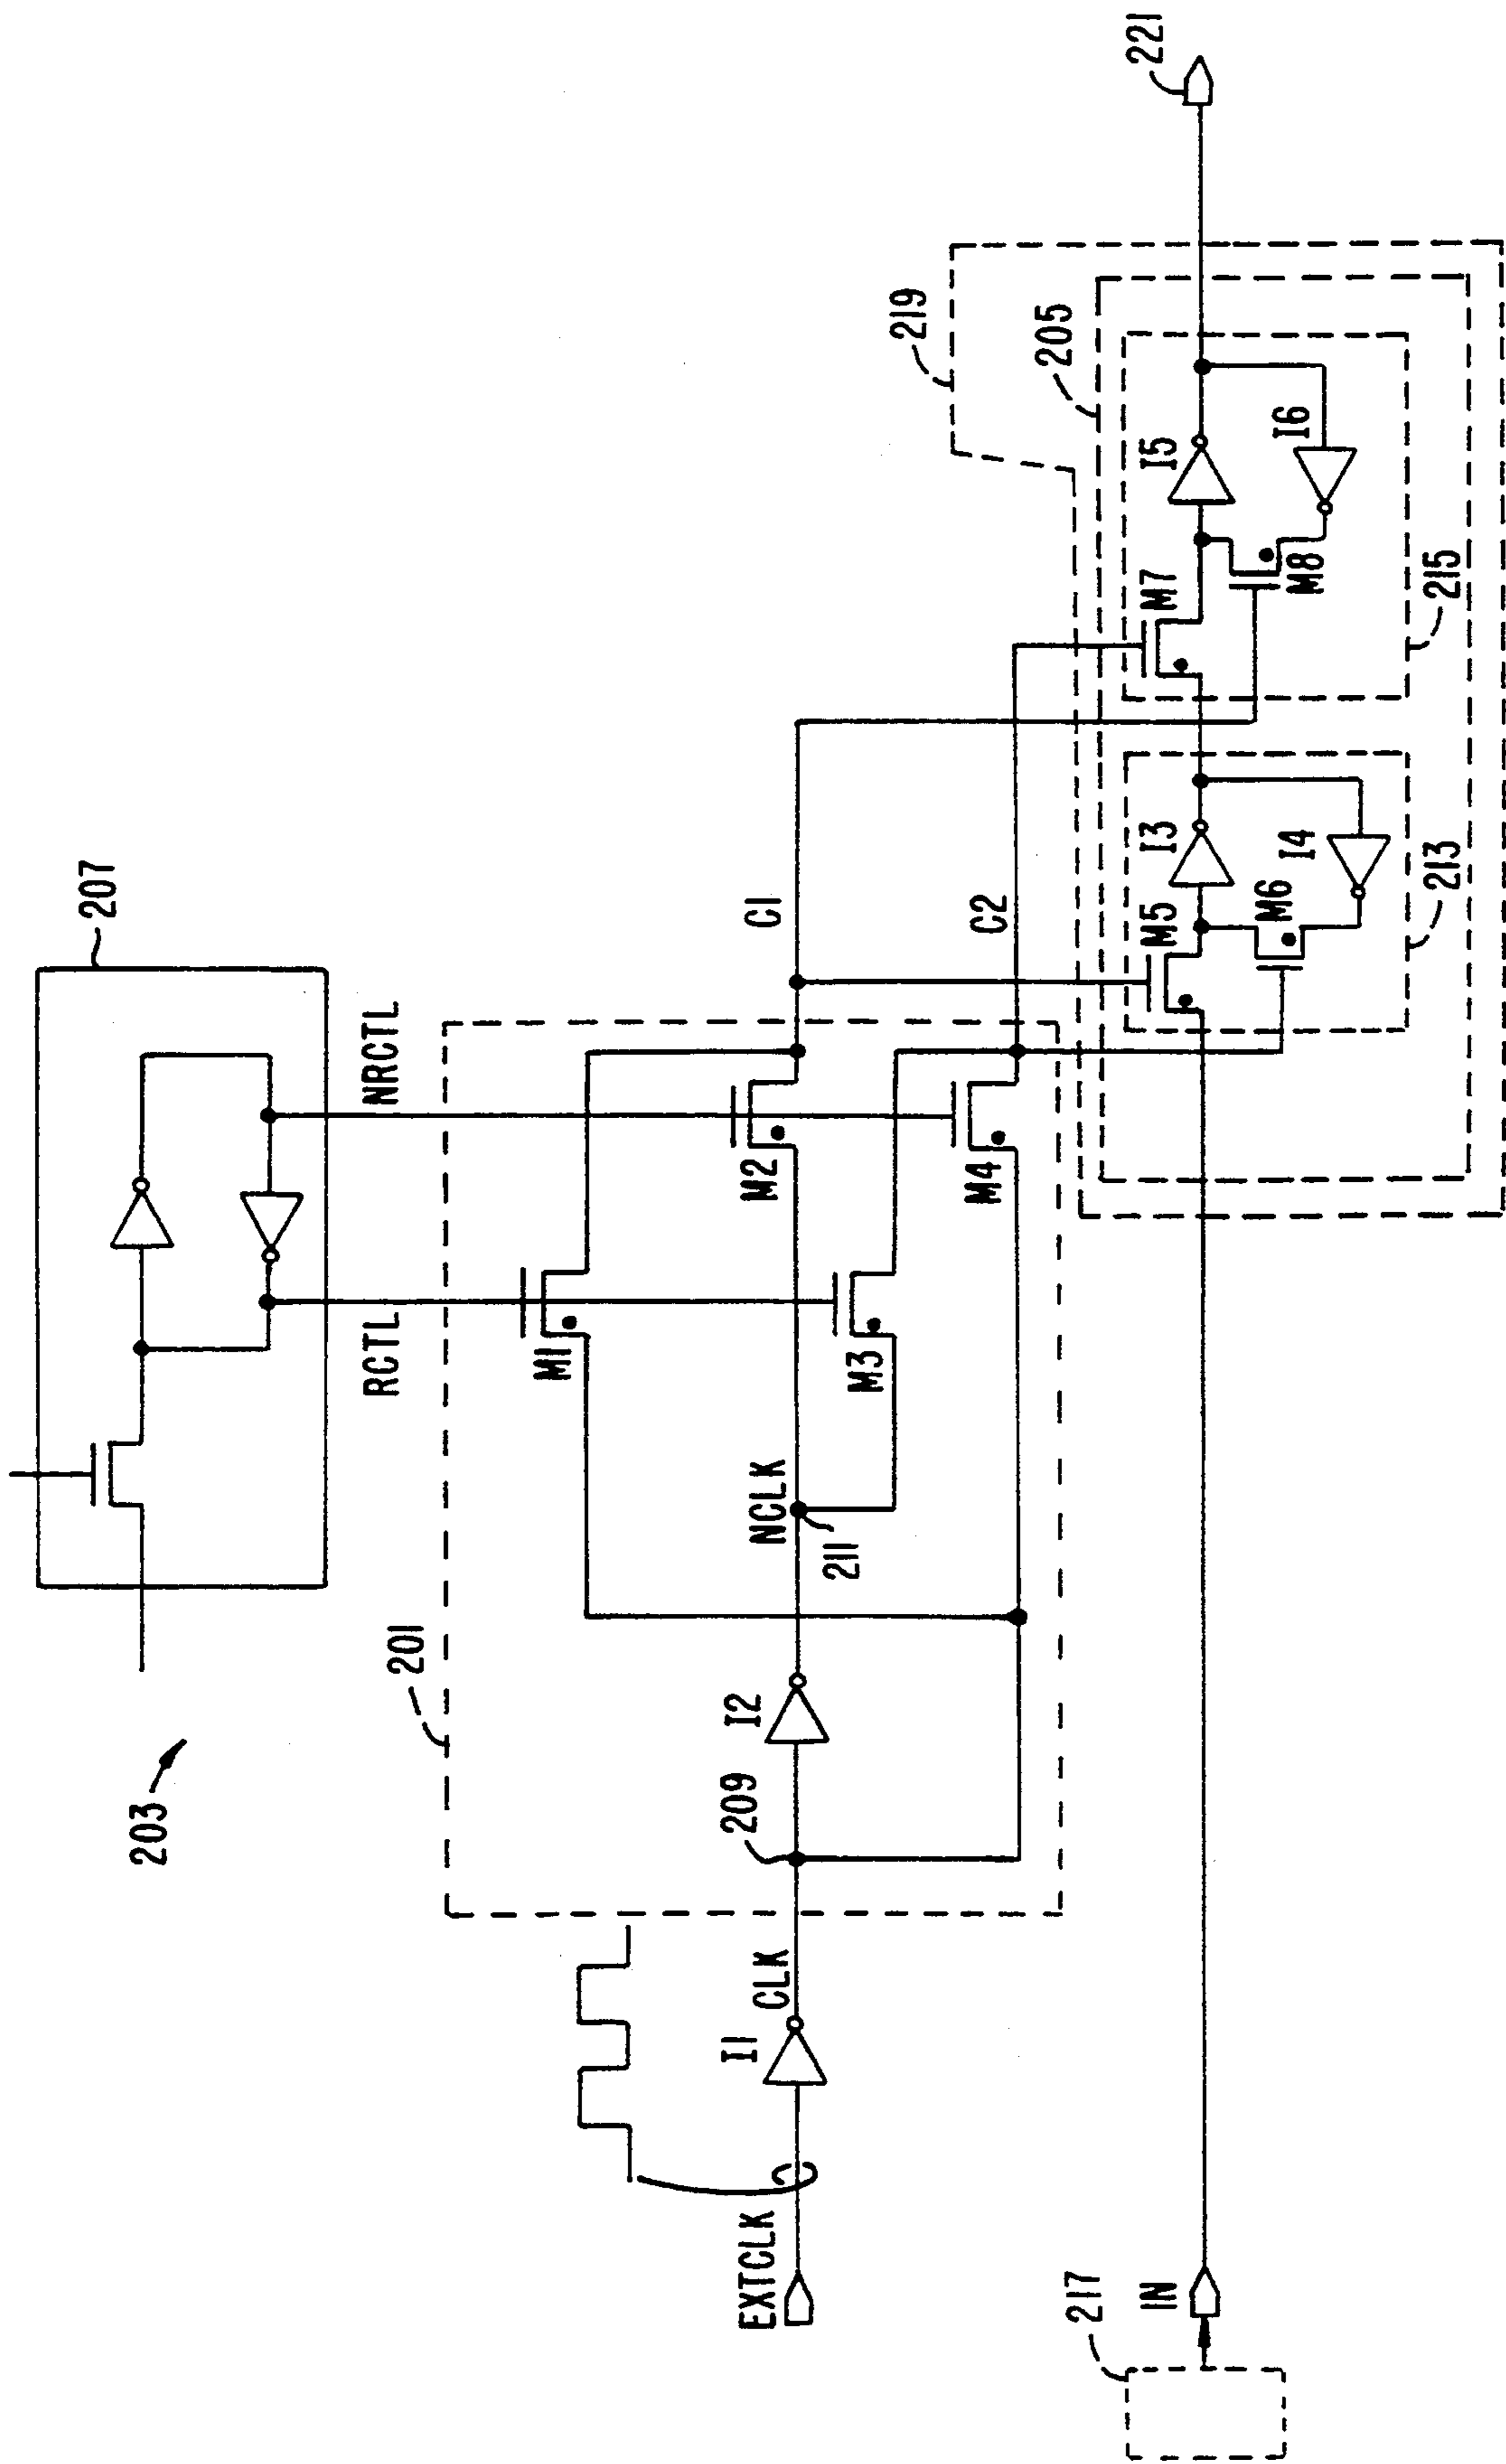 203
207
NRCTL
RCTL
201
M1
M2
M3
M4
C1
C2
219
205
221
EXTCLK
I1
CLK
209
I2
NCLK
211
M5
I3
M6
I4
213
M7
I5
M8
I6
215
217
IN